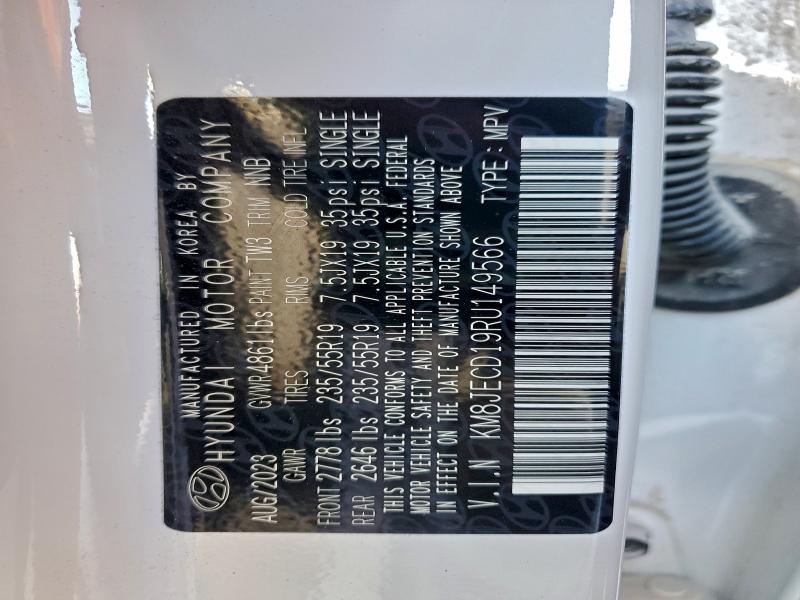 MANUFACTURED IN KOREA BY
HYUNDAI MOTOR COMPANY
AUG/2023 GVWR 4861 lbs PAINT TW3 TRIM NNB
GAWR TIRES RMS COLD TIRE INFL
FRONT 2778 lbs 235/55R19 7.5JX19 35psi SINGLE
REAR 2646 lbs 235/55R19 7.5JX19 35psi SINGLE
THIS VEHICLE CONFORMS TO ALL APPLICABLE U.S.A. FEDERAL
MOTOR VEHICLE SAFETY AND THEFT PREVENTION STANDARDS
IN EFFECT ON THE DATE OF MANUFACTURE SHOWN ABOVE
V.I.N KM8JECD19RU149566 TYPE : MPV